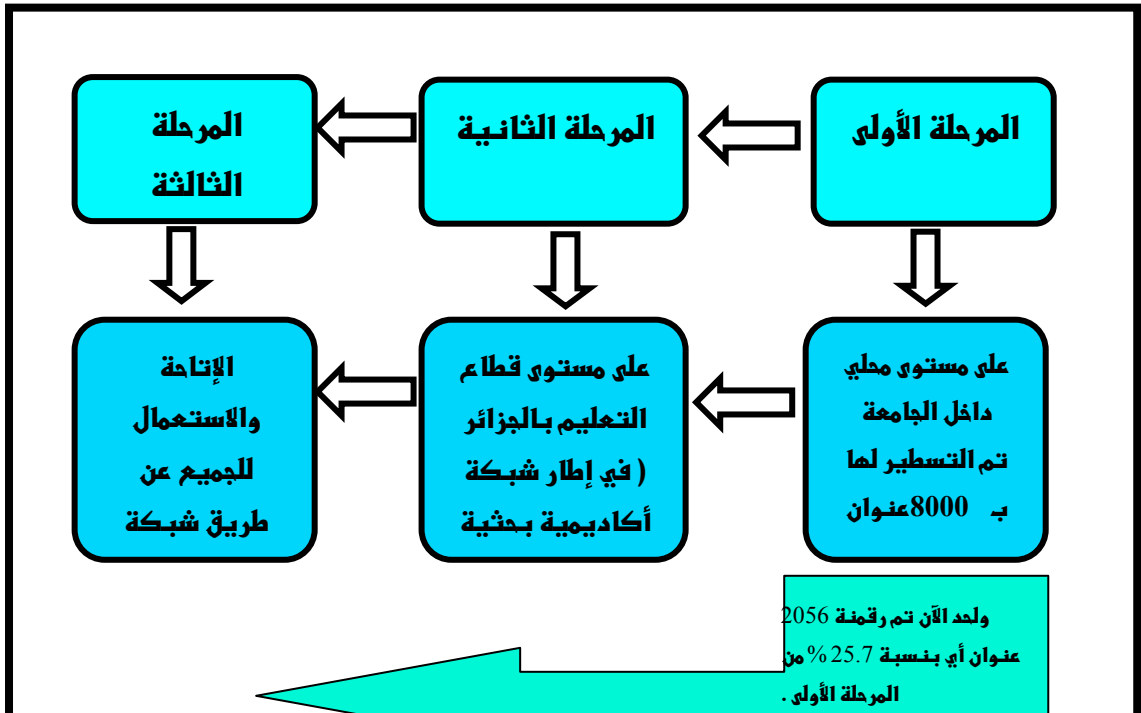 المرحلة الأولى
المرحلة الثانية
المرحلة
الثالثة
على مستوى محلي
داخل الجامعة
تم التسطير لها
ب 8000عنوان
على مستوى قطاع
التعليم بالجزائر
( في إطار شبكة
أكاديمية بحثية
الإتاحة
والاستعمال
للجميع عن
طريق شبكة
ولحد الآن تم رقمنة 2056
عنوان أي بنسبة 25.7 %من
المرحلة الأولى .